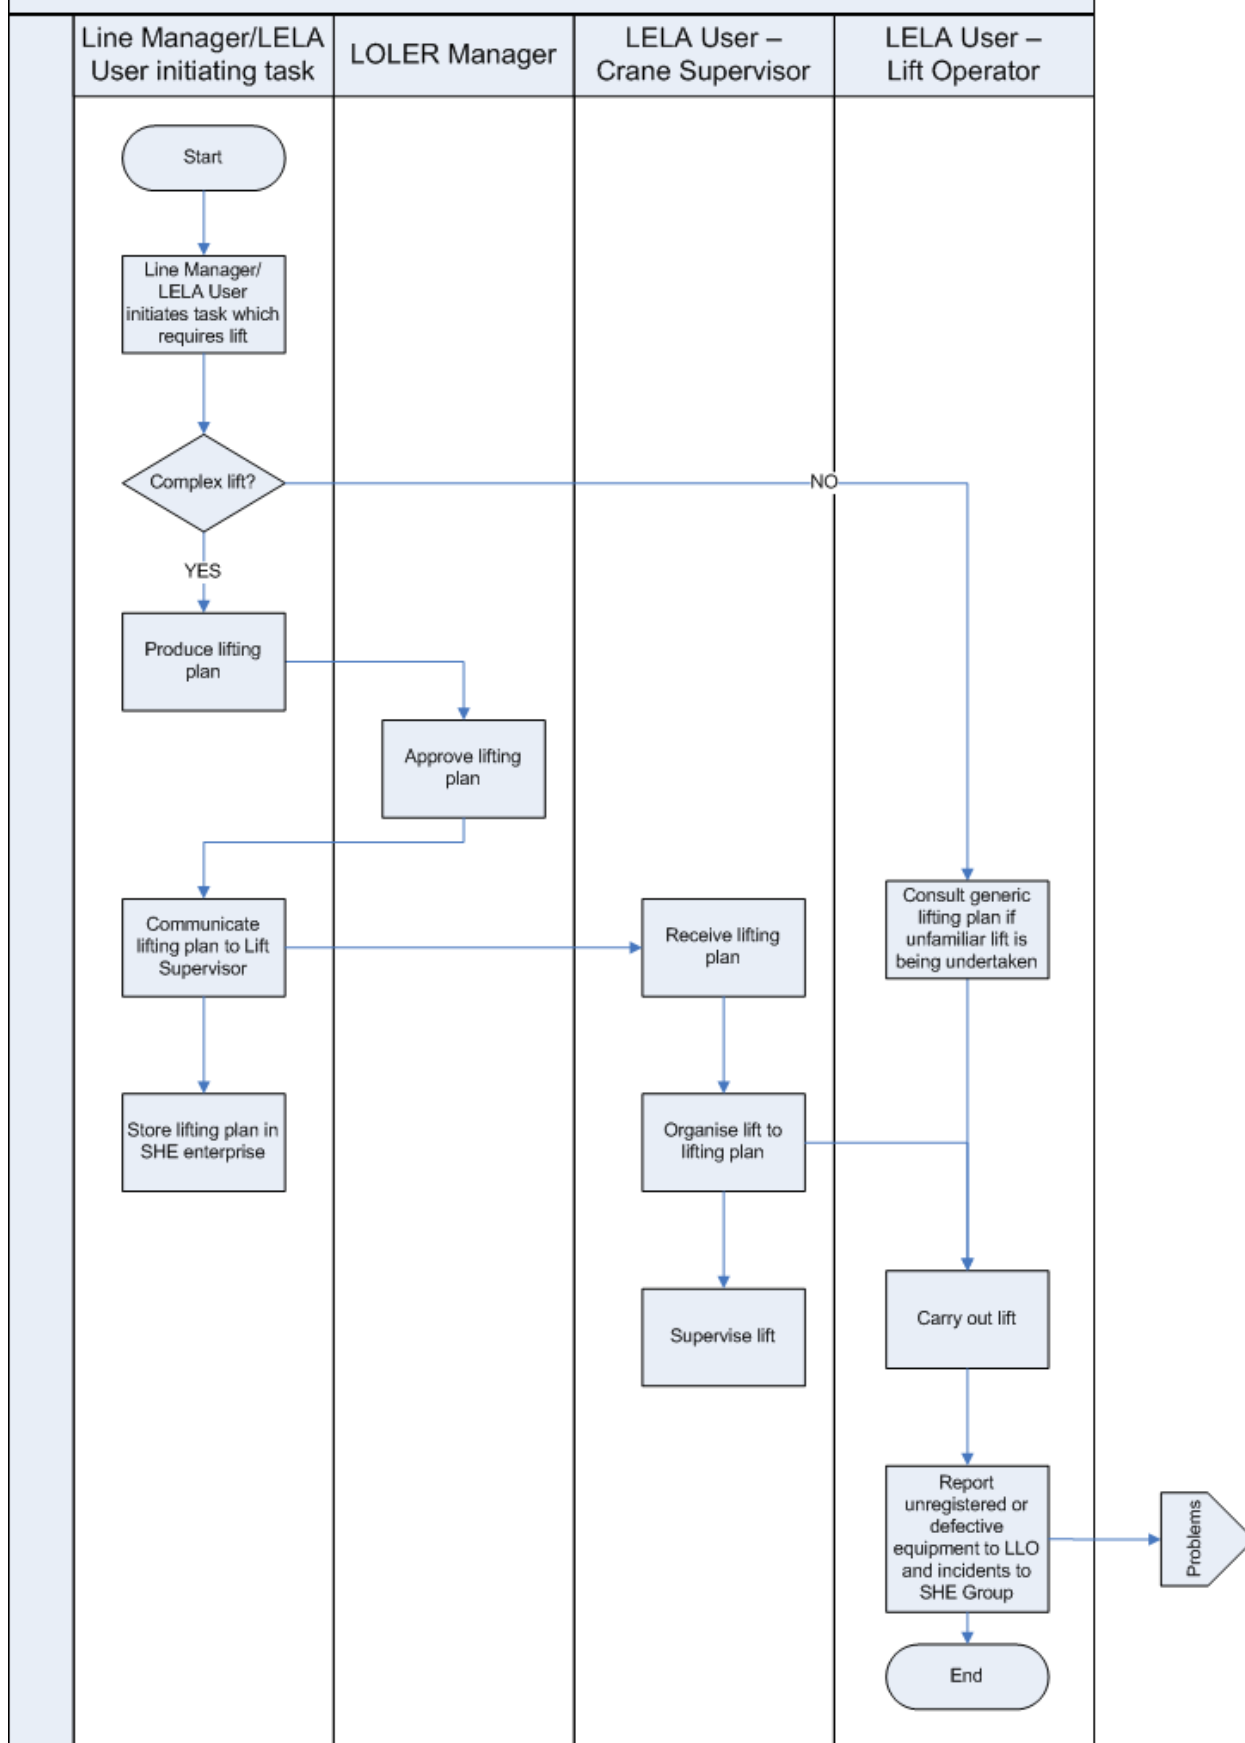 Line Manager/LELA
User initiating task
LOLER Manager
LELA User –
Crane Supervisor
LELA User –
Lift Operator
Start
Line Manager/
LELA User
initiates task which
requires lift
Complex lift?
NO
YES
Produce lifting
plan
Approve lifting
plan
Communicate
lifting plan to Lift
Supervisor
Receive lifting
plan
Consult generic
lifting plan if
unfamiliar lift is
being undertaken
Store lifting plan in
SHE enterprise
Organise lift to
lifting plan
Supervise lift
Carry out lift
Report
unregistered or
defective
equipment to LLO
and incidents to
SHE Group
Problems
End